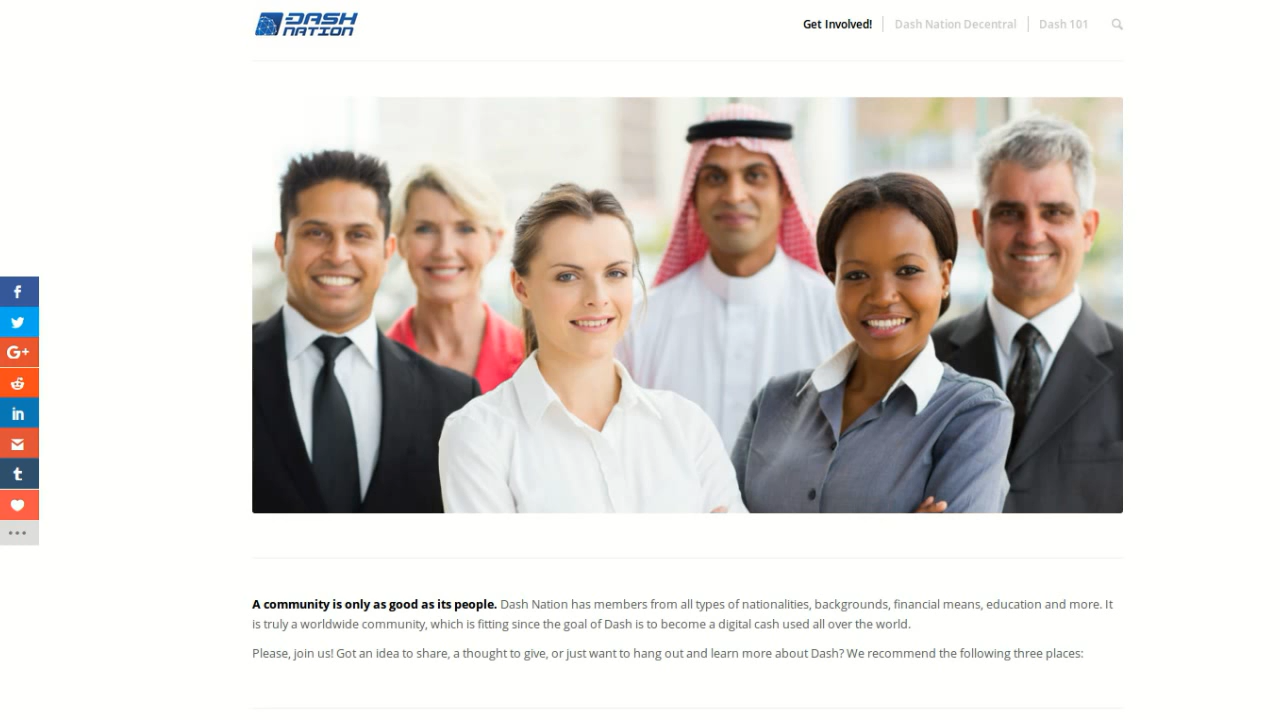 DASH
NATION
Get Involved!
Dash Nation Decentral
Dash 101
A community is only as good as its people. Dash Nation has members from all types of nationalities, backgrounds, financial means, education and more. It
is truly a worldwide community, which is fitting since the goal of Dash is to become a digital cash used all over the world.
Please, join us! Got an idea to share, a thought to give, or just want to hang out and learn more about Dash? We recommend the following three places: